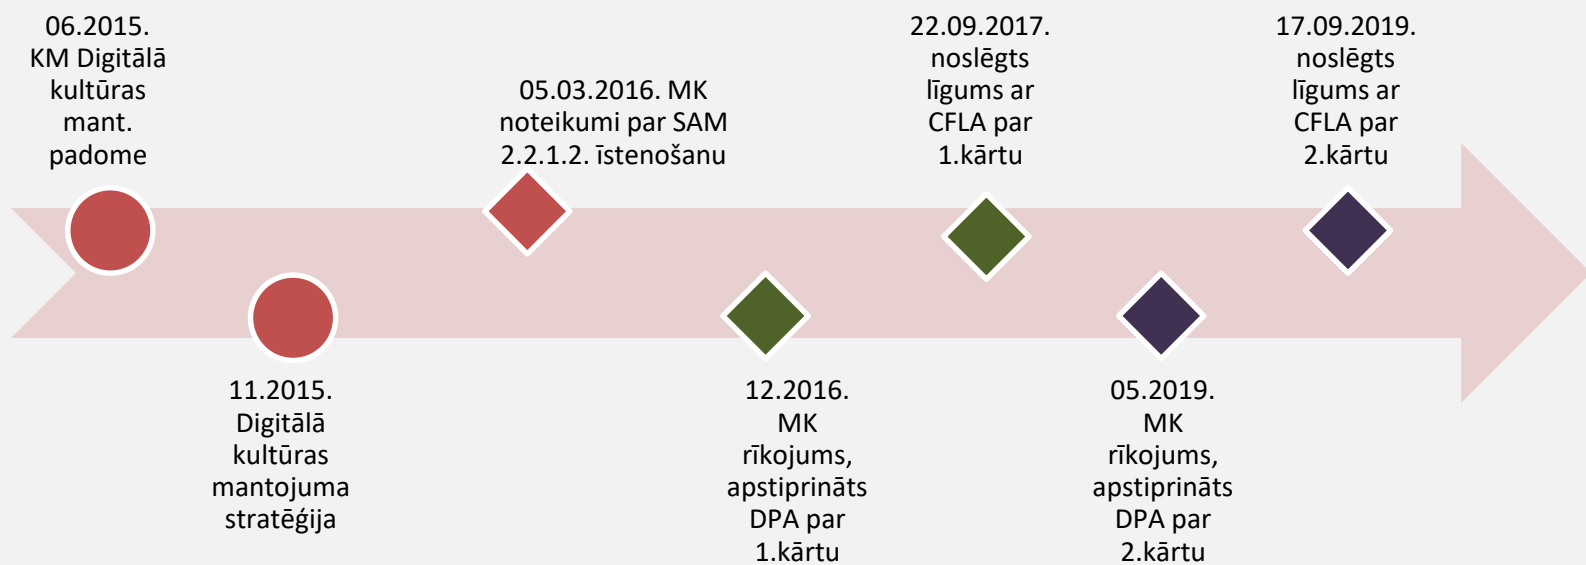 06.2015.
KM Digitālā
kultūras
mant.
padome
11.2015.
Digitālā
kultūras
mantojuma
stratēģija
05.03.2016. MK
noteikumi par SAM
2.2.1.2. īstenošanu
12.2016.
MK
rīkojums,
apstiprināts
DPA par
1.kārtu
22.09.2017.
noslēgts
līgums ar
CFLA par
1.kārtu
05.2019.
MK
rīkojums,
apstiprināts
DPA par
2.kārtu
17.09.2019.
noslēgts
līgums ar
CFLA par
2.kārtu